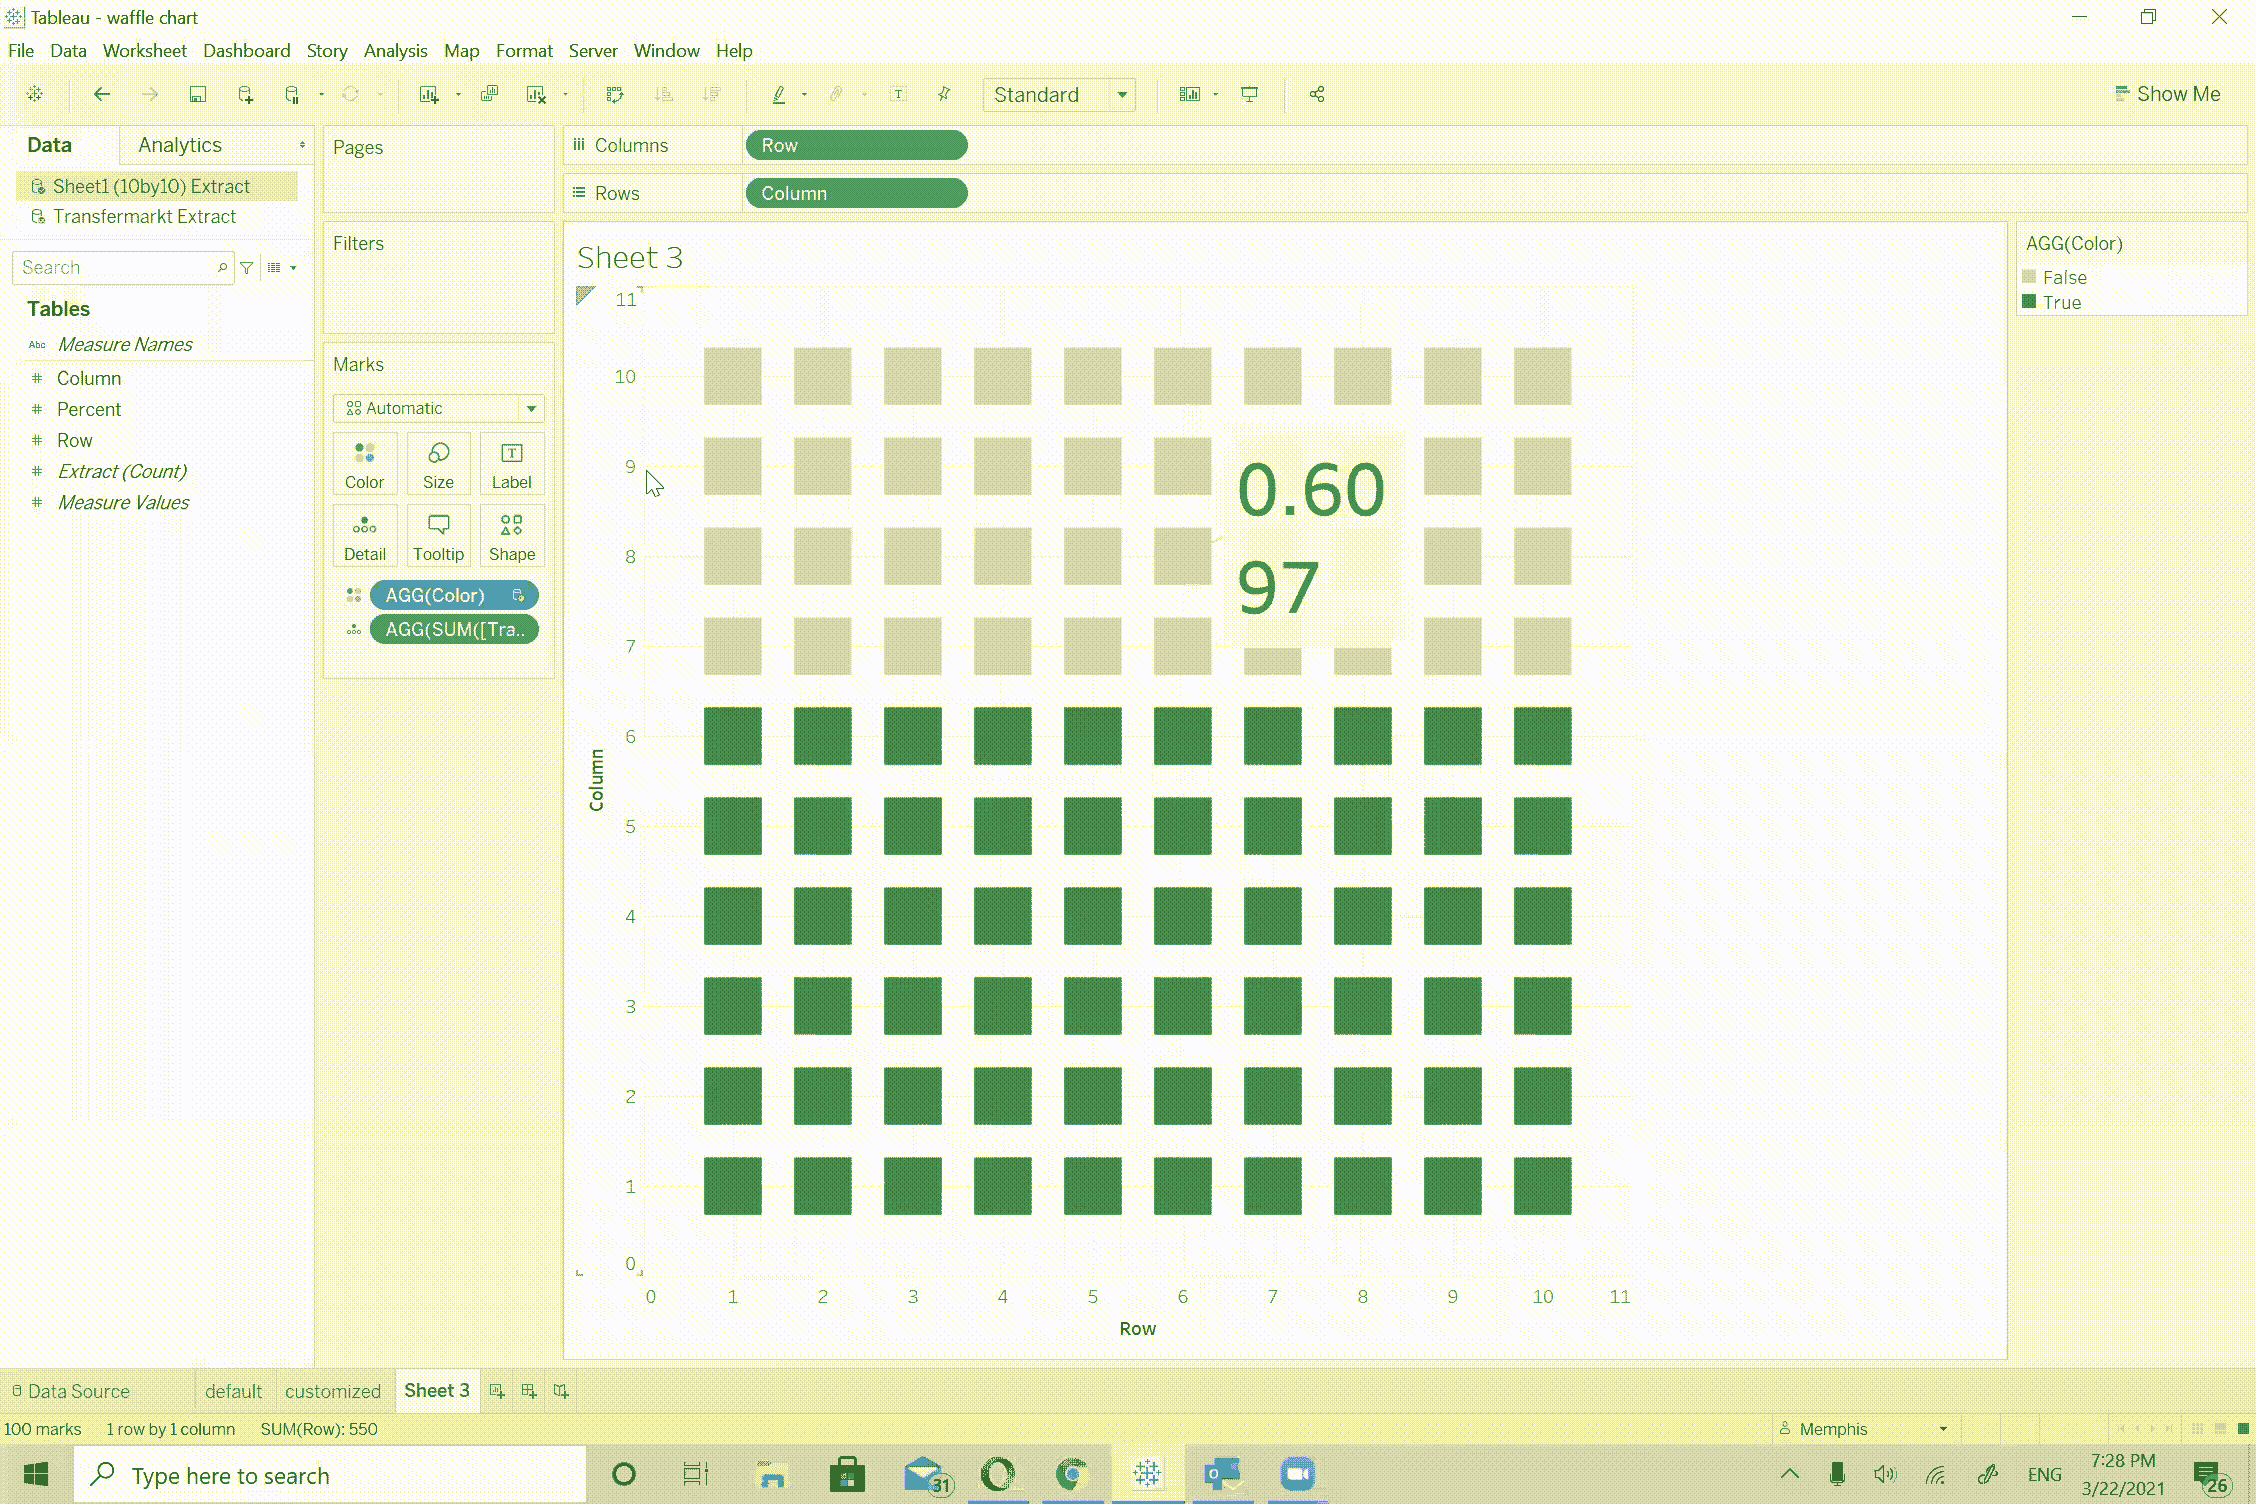 Tableau - waffle chart
File Data Worksheet Dashboard Story Analysis Map Format Server Window Help
Standard
Show Me
Data Analytics
Sheet1 (10by10) Extract
Transfermarkt Extract
Search
Tables
Abc Measure Names
# Column
# Percent
# Row
# Extract (Count)
# Measure Values
Pages
Filters
Marks
Automatic
Color Size Label
Detail Tooltip Shape
AGG(Color)
AGG(SUM([Tra..
Columns Row
Rows Column
Sheet 3
11
10
9
8
7
6
5
4
3
2
1
0
Column
0.60
97
0 1 2 3 4 5 6 7 8 9 10 11
Row
AGG(Color)
False
True
Data Source default customized Sheet 3
100 marks 1 row by 1 column SUM(Row): 550
Memphis
Type here to search
31
ENG
7:28 PM
3/22/2021
26